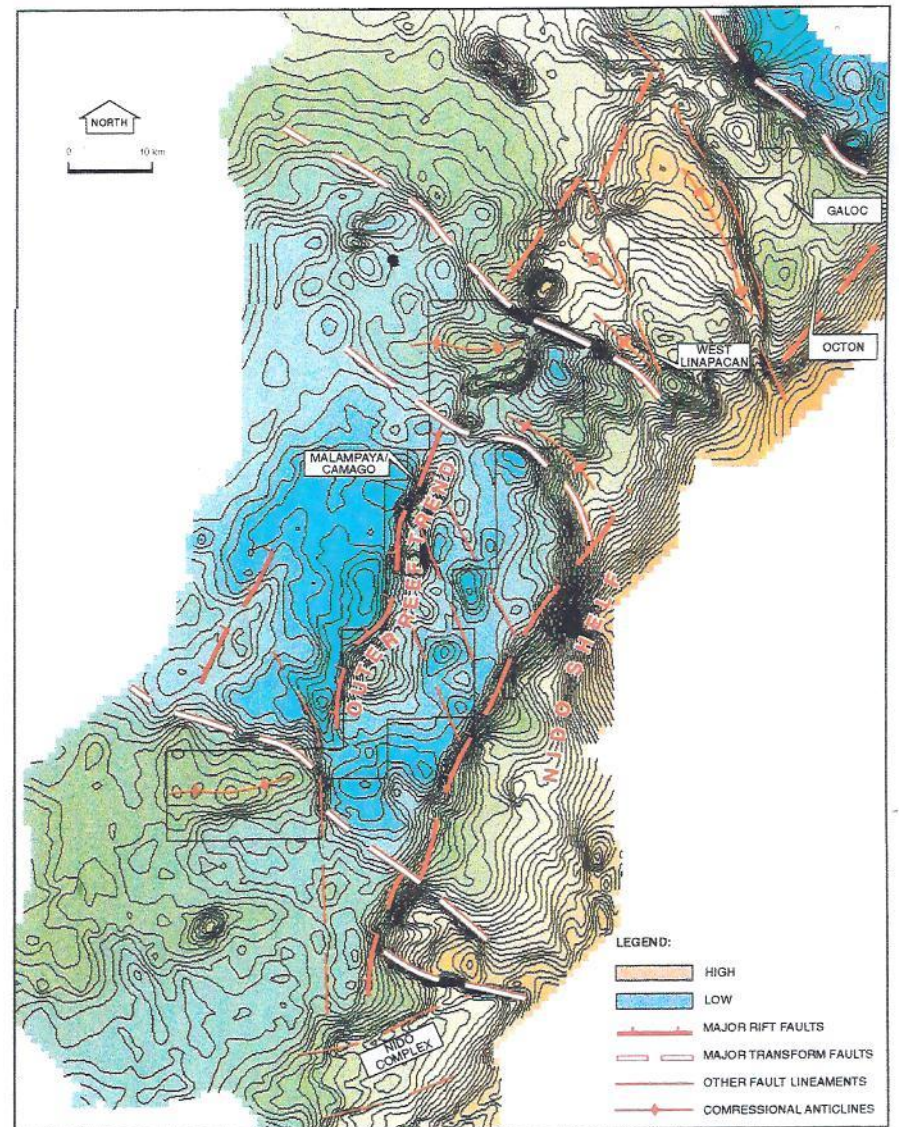 NORTH
0 10 km
GALOC
OCTON
WEST
LINAPACAN
MALAMPAYA/
CAMAGO
OUTER REEF TREND
NIDO SHELF
NIDO
COMPLEX
LEGEND:
HIGH
LOW
MAJOR RIFT FAULTS
MAJOR TRANSFORM FAULTS
OTHER FAULT LINEAMENTS
COMRESSIONAL ANTICLINES